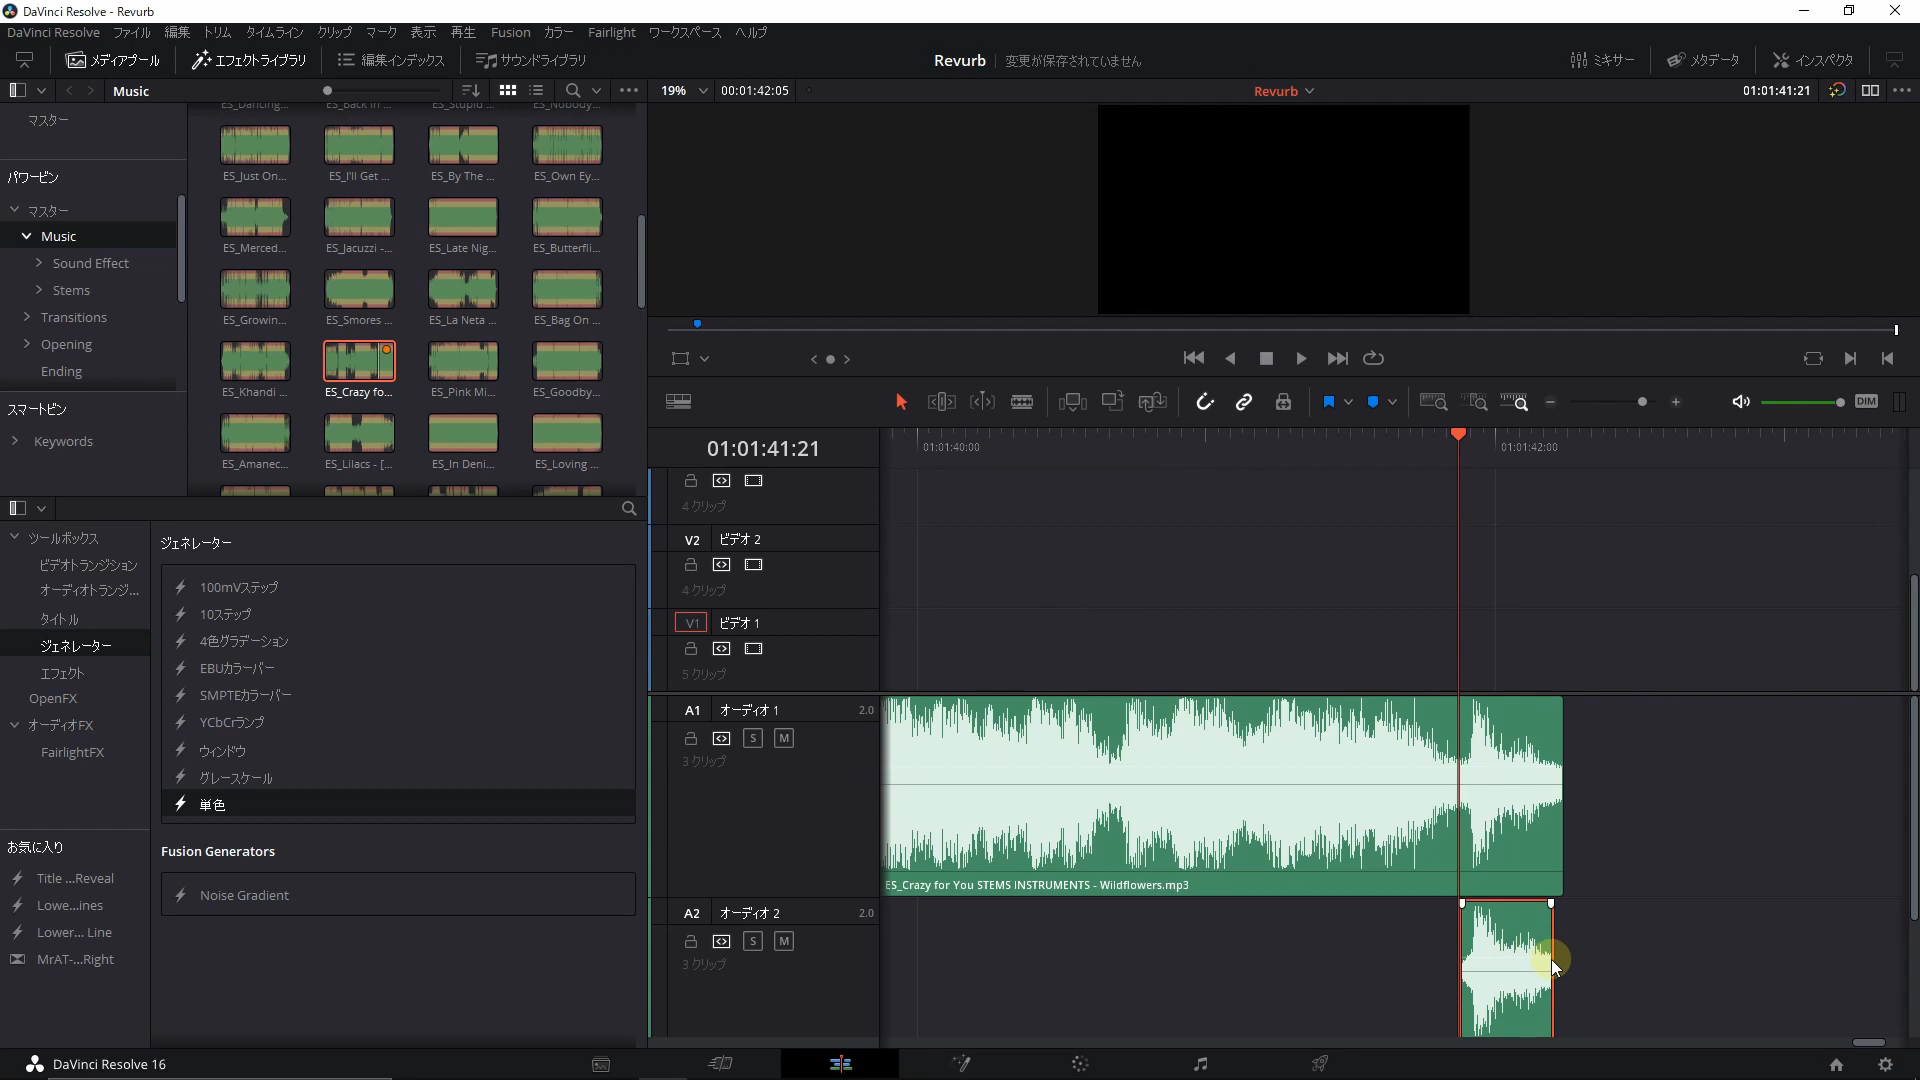 DaVinci Resolve - Revurb
DaVinci Resolve ファイル 編集 トリム タイムライン クリップ マーク 表示 再生 Fusion カラー Fairlight ワークスペース ヘルプ
メディアプール エフェクトライブラリ 編集インデックス サウンドライブラリ Revurb 変更が保存されていません ミキサー メタデータ インスペクタ
Music 19% 00:01:42:05 Revurb 01:01:41:21
マスター
パワービン
マスター
Music
Sound Effect
Stems
Transitions
Opening
Ending
スマートビン
Keywords
ES_Dancing... ES_Back in ... ES_Stupid ... ES_Nobody...
ES_Just On... ES_I'll Get ... ES_By The ... ES_Own Ey...
ES_Merced... ES_Jacuzzi -... ES_Late Nig... ES_Butterfli...
ES_Growin... ES_Smores ... ES_La Neta ... ES_Bag On ...
ES_Khandi ... ES_Crazy fo... ES_Pink Mi... ES_Goodby...
ES_Amanec... ES_Lilacs - [... ES_In Deni... ES_Loving ...
ツールボックス
ビデオトランジション
オーディオトランジ...
タイトル
ジェネレーター
エフェクト
OpenFX
オーディオFX
FairlightFX
お気に入り
Title ...Reveal
Lowe...ines
Lower... Line
MrAT-...Right
ジェネレーター
100mVステップ
10ステップ
4色グラデーション
EBUカラーバー
SMPTEカラーバー
YCbCrランプ
ウィンドウ
グレースケール
単色
Fusion Generators
Noise Gradient
DIM
01:01:41:21 01:01:40:00 01:01:42:00
4 クリップ
V2 ビデオ 2
4 クリップ
V1 ビデオ 1
5 クリップ
A1 オーディオ 1 2.0
S M
3 クリップ
ES_Crazy for You STEMS INSTRUMENTS - Wildflowers.mp3
A2 オーディオ 2 2.0
S M
3 クリップ
DaVinci Resolve 16